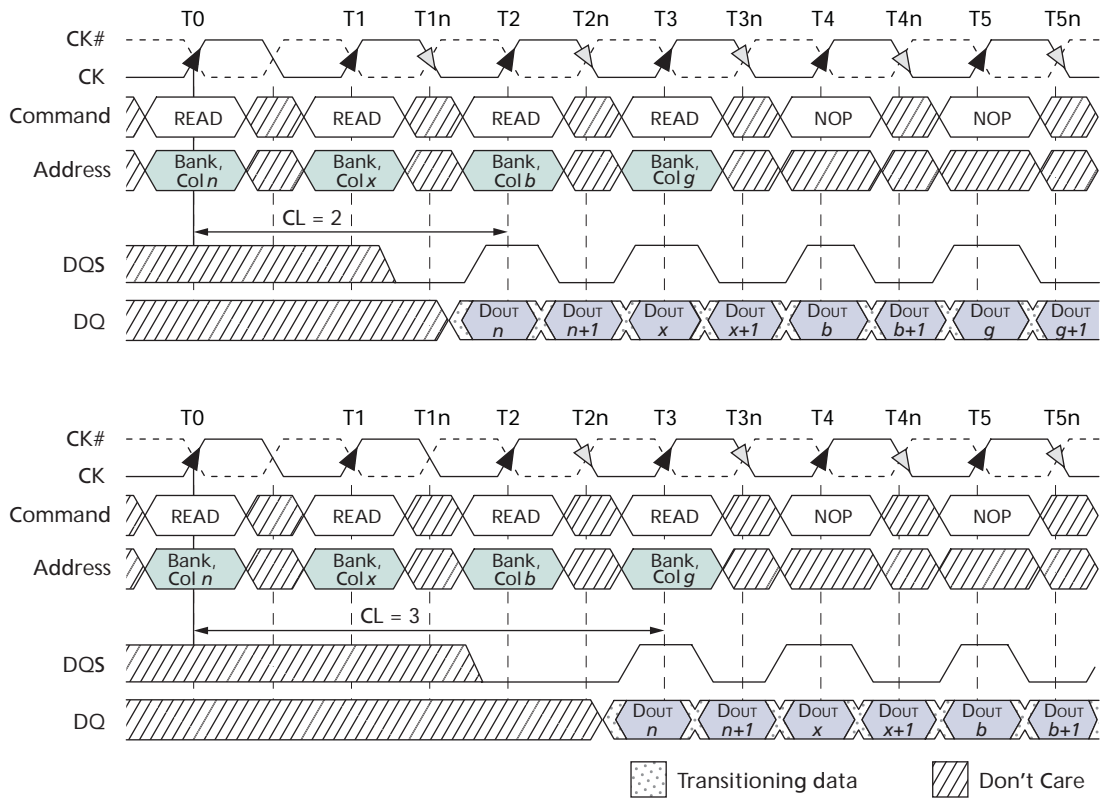 T0 T1 T1n T2 T2n T3 T3n T4 T4n T5 T5n
CK#
CK
Command READ READ READ READ NOP NOP
Address Bank, Col n Bank, Col x Bank, Col b Bank, Col g
CL = 2
DQS
DQ DOUT n DOUT n+1 DOUT x DOUT x+1 DOUT b DOUT b+1 DOUT g DOUT g+1
T0 T1 T1n T2 T2n T3 T3n T4 T4n T5 T5n
CK#
CK
Command READ READ READ READ NOP NOP
Address Bank, Col n Bank, Col x Bank, Col b Bank, Col g
CL = 3
DQS
DQ DOUT n DOUT n+1 DOUT x DOUT x+1 DOUT b DOUT b+1
Transitioning data Don't Care